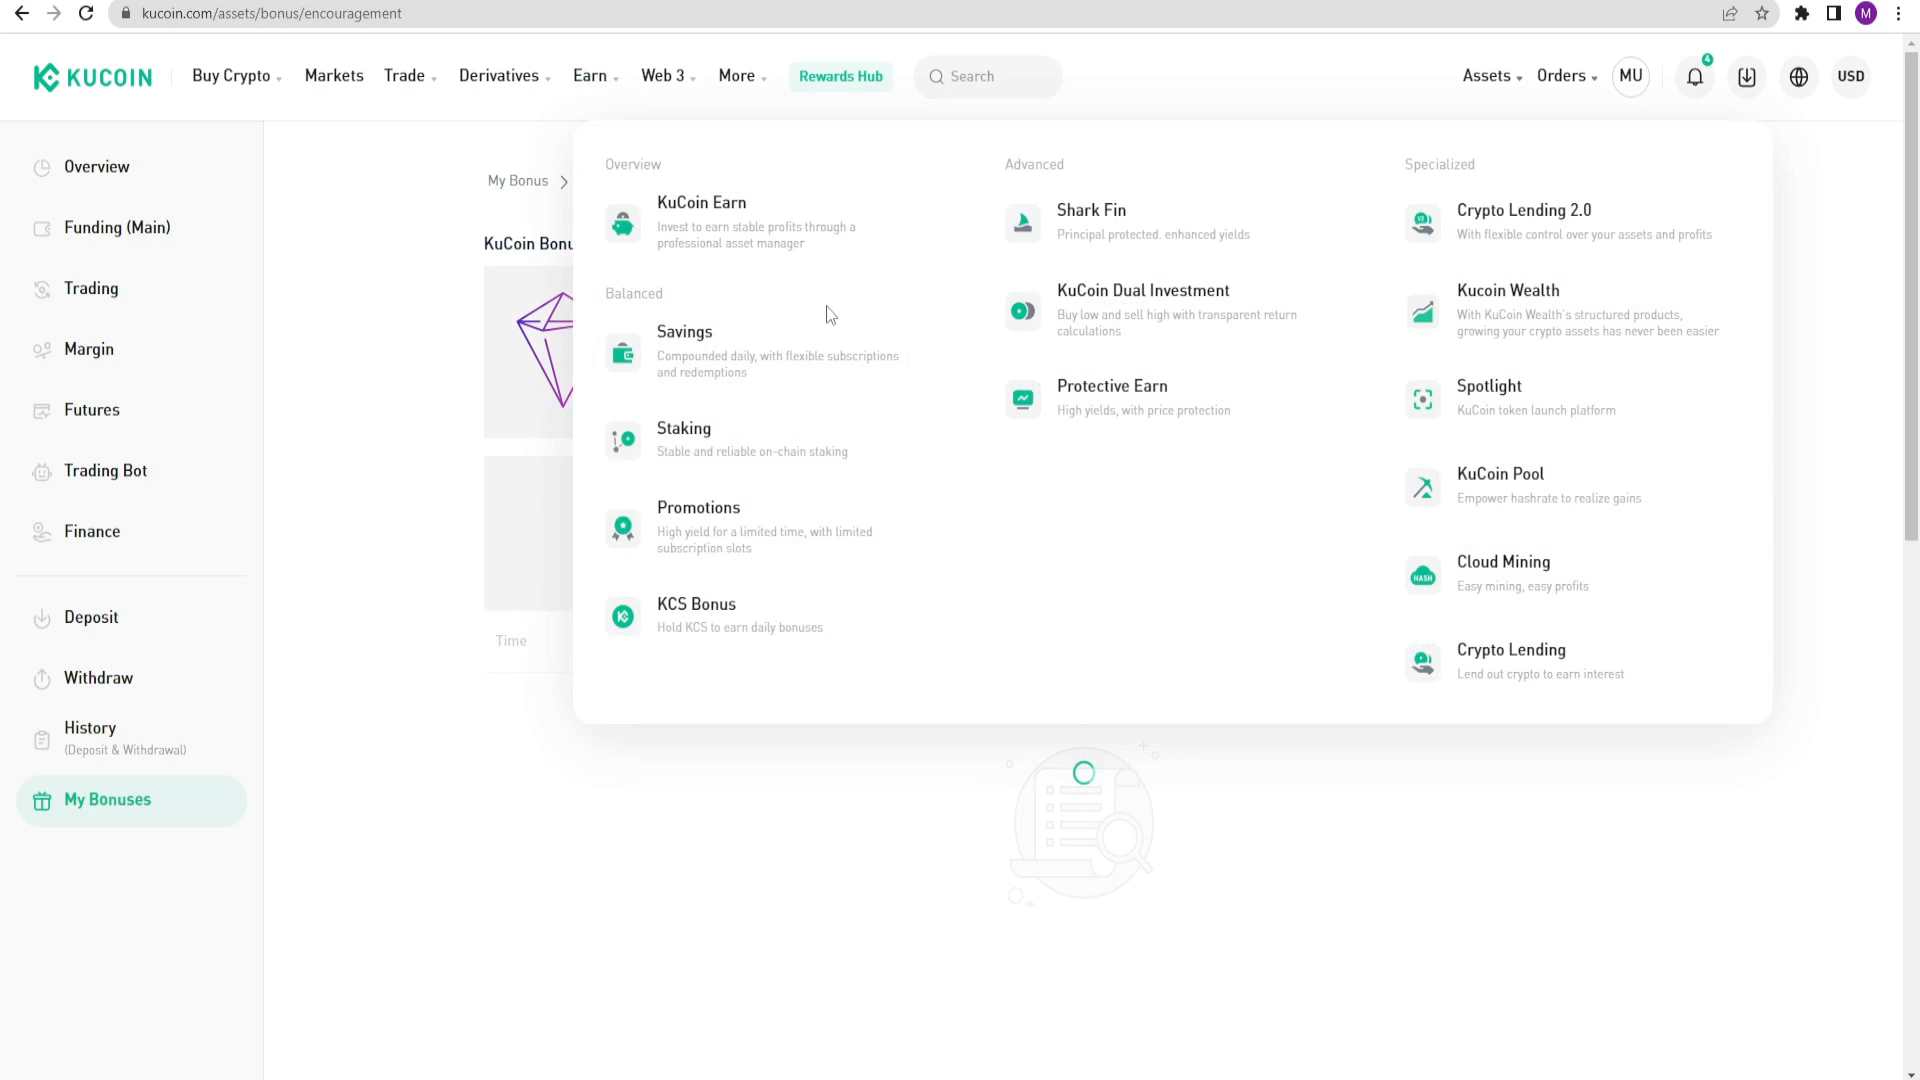 kucoin.com/assets/bonus/encouragement
M
KUCOIN
Buy Crypto
Markets
Trade
Derivatives
Earn
Web 3
More
Rewards Hub
Search
Assets
Orders
MU
4
USD
Overview
Funding (Main)
Trading
Margin
Futures
Trading Bot
Finance
Deposit
Withdraw
History
(Deposit & Withdrawal)
My Bonuses
My Bonus
KuCoin Bonu
Time
Overview
KuCoin Earn
Invest to earn stable profits through a
professional asset manager
Balanced
Savings
Compounded daily, with flexible subscriptions
and redemptions
Staking
Stable and reliable on-chain staking
Promotions
High yield for a limited time, with limited
subscription slots
KCS Bonus
Hold KCS to earn daily bonuses
Advanced
Shark Fin
Principal protected. enhanced yields
KuCoin Dual Investment
Buy low and sell high with transparent return
calculations
Protective Earn
High yields, with price protection
Specialized
Crypto Lending 2.0
With flexible control over your assets and profits
Kucoin Wealth
With KuCoin Wealth's structured products,
growing your crypto assets has never been easier
Spotlight
KuCoin token launch platform
KuCoin Pool
Empower hashrate to realize gains
HASH
Cloud Mining
Easy mining, easy profits
Crypto Lending
Lend out crypto to earn interest